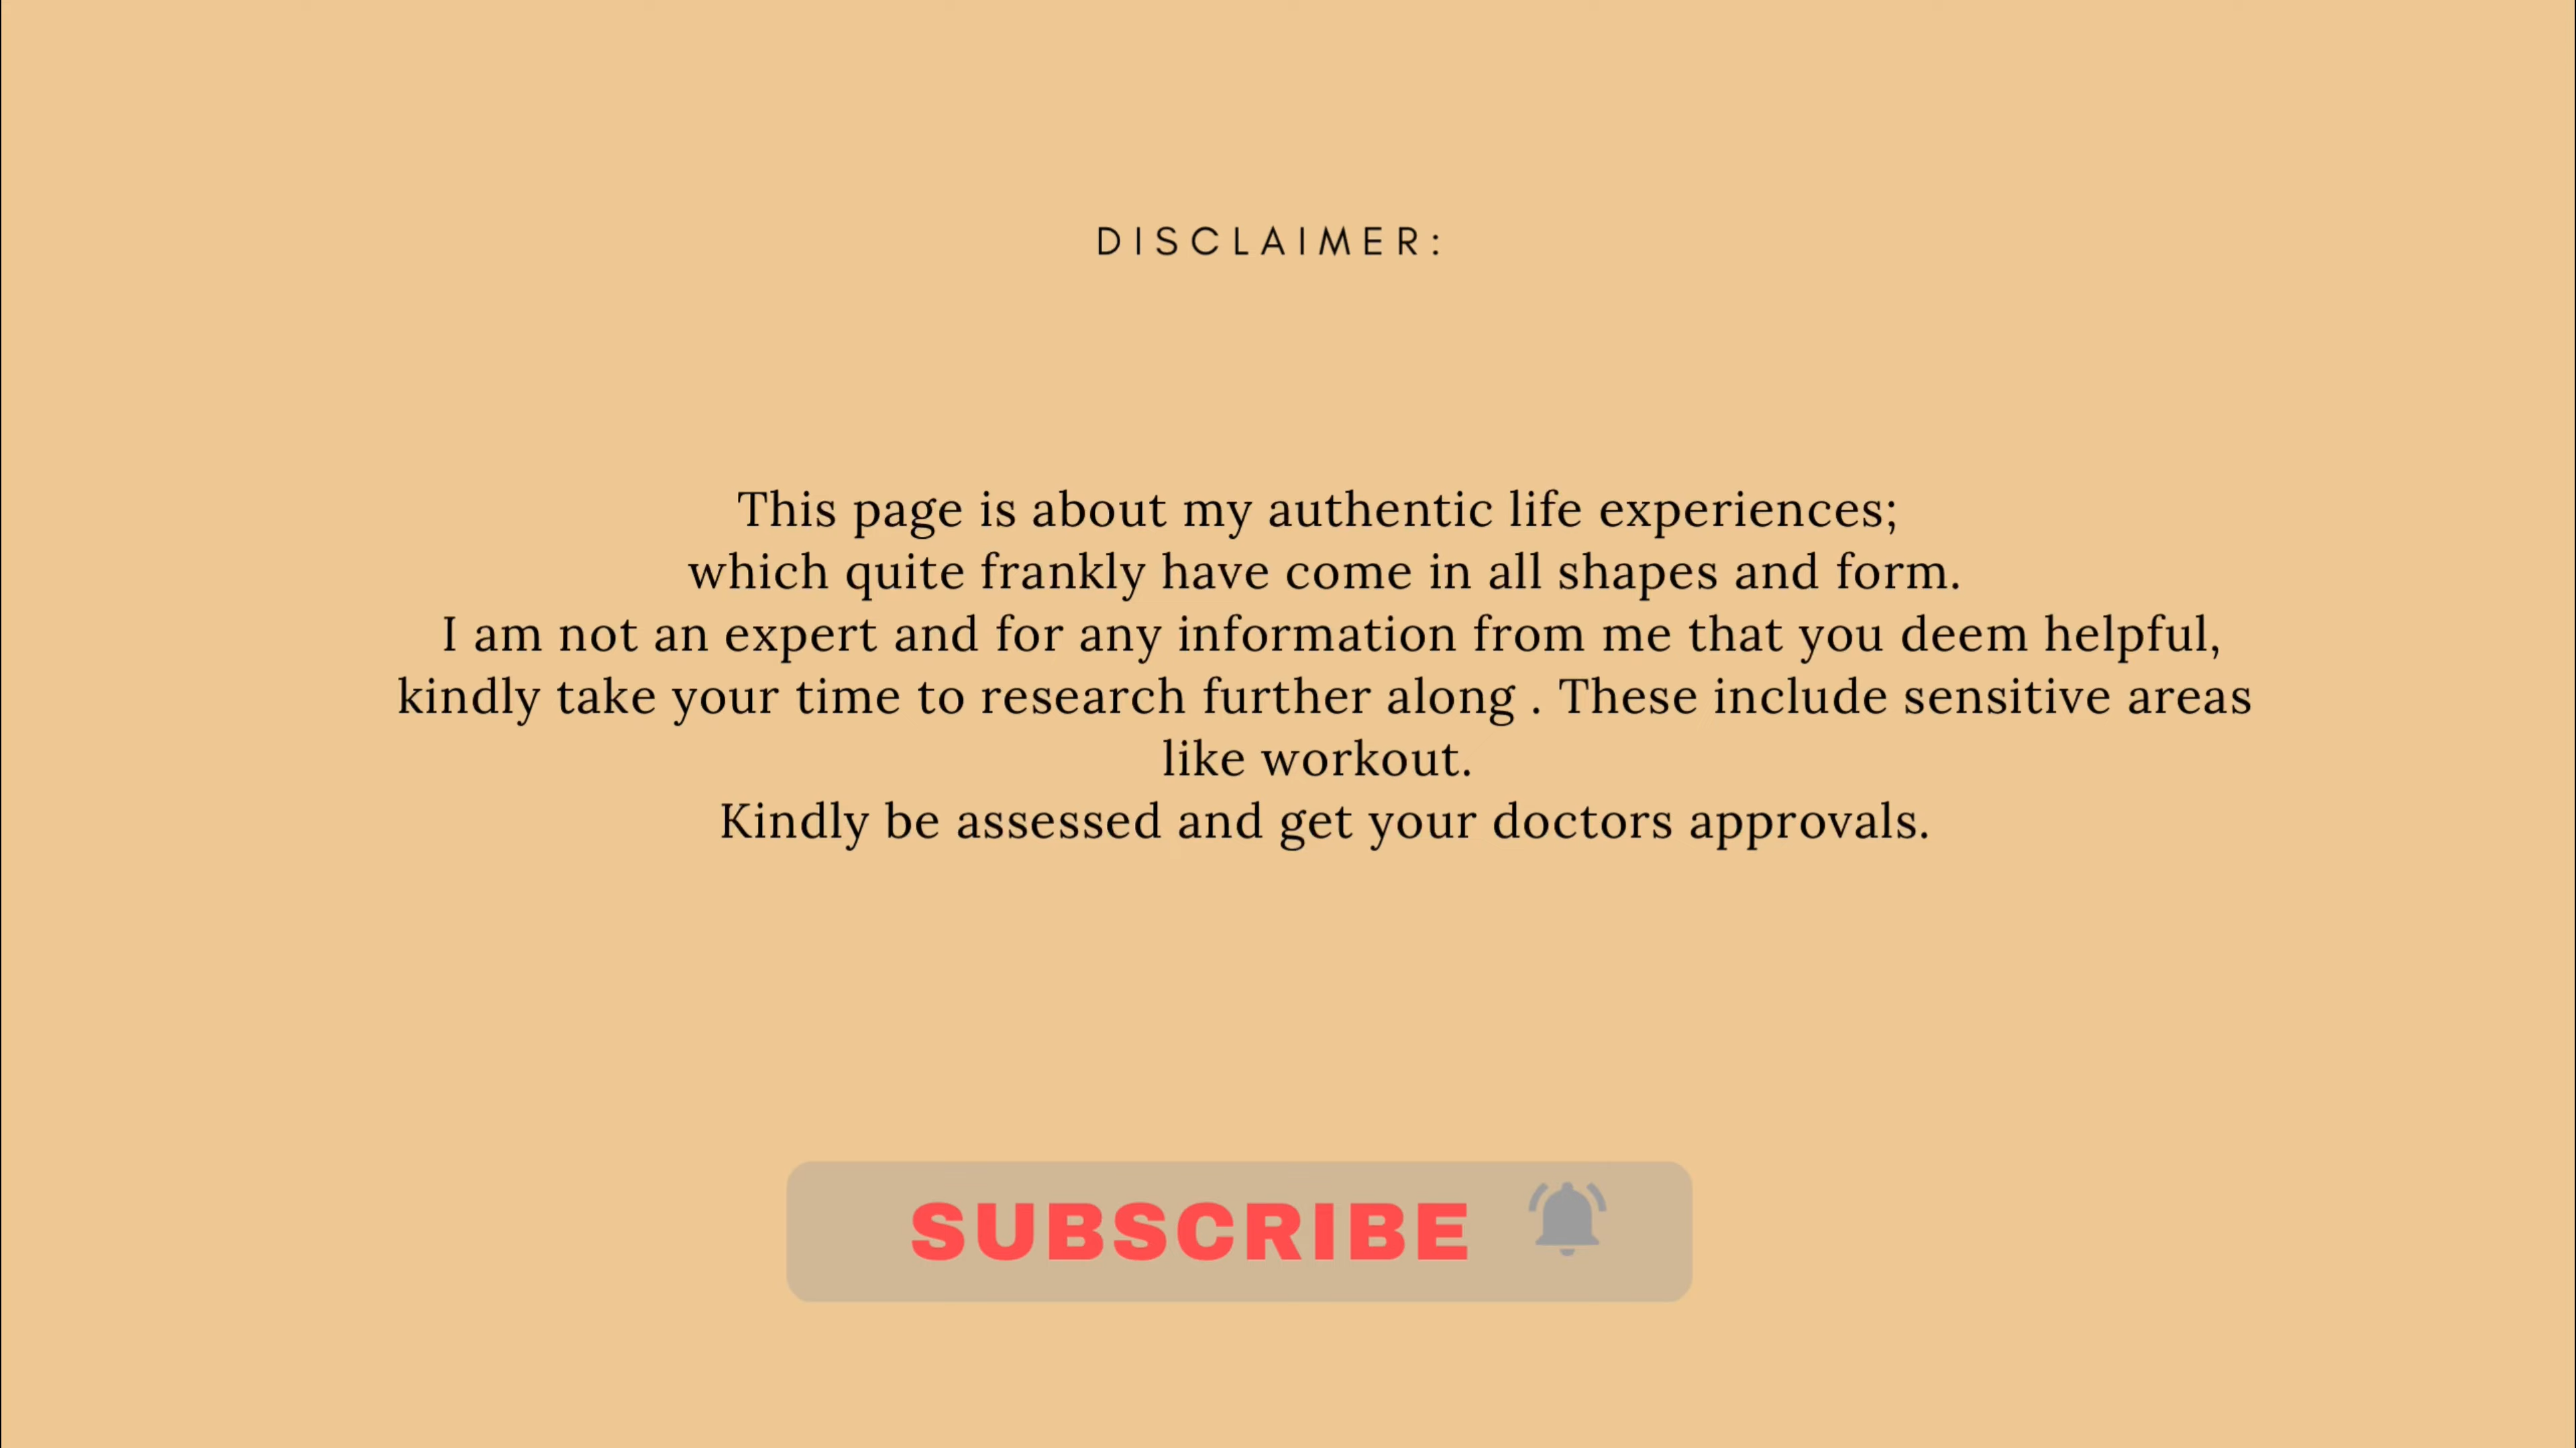 DISCLAIMER:
This page is about my authentic life experiences;
which quite frankly have come in all shapes and form.
I am not an expert and for any information from me that you deem helpful,
kindly take your time to research further along . These include sensitive areas
like workout.
Kindly be assessed and get your doctors approvals.
SUBSCRIBE